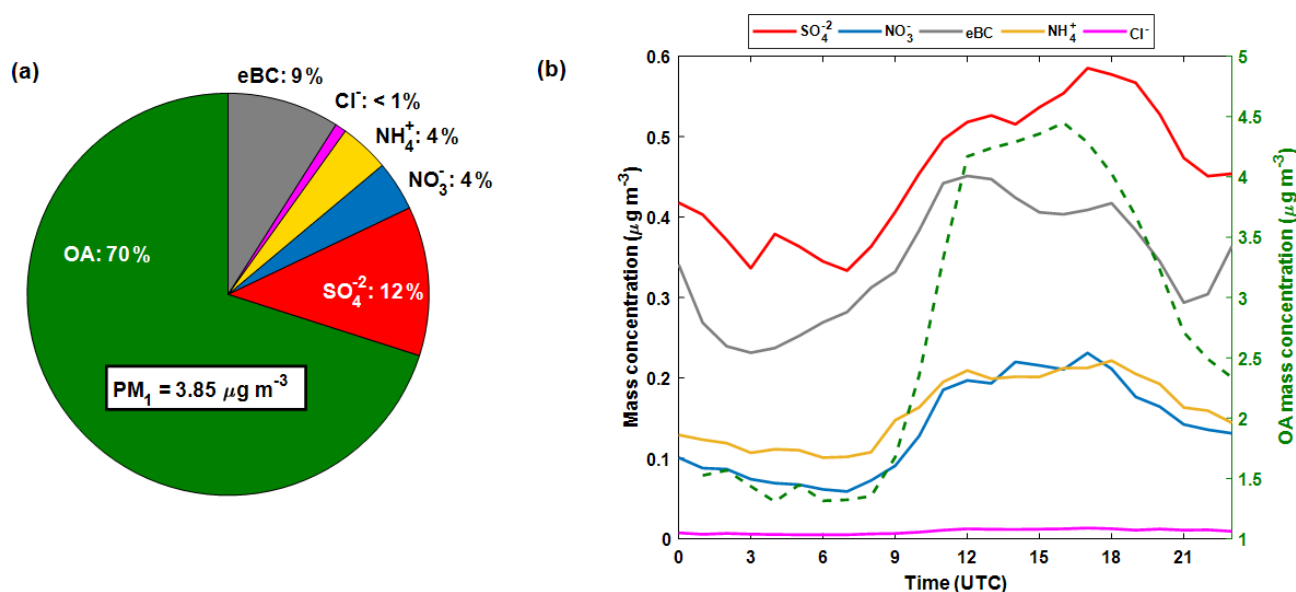 (a)
eBC: 9%
Cl⁻: < 1%
NH₄⁺: 4%
NO₃⁻: 4%
OA: 70%
SO₄⁻²: 12%
PM₁ = 3.85 μg m⁻³
(b)
SO₄⁻² NO₃⁻ eBC NH₄⁺ Cl⁻
Mass concentration (μg m⁻³)
0.6
0.5
0.4
0.3
0.2
0.1
0
0 3 6 9 12 15 18 21
Time (UTC)
5
4.5
4
3.5
3
2.5
2
1.5
1
OA mass concentration (μg m⁻³)